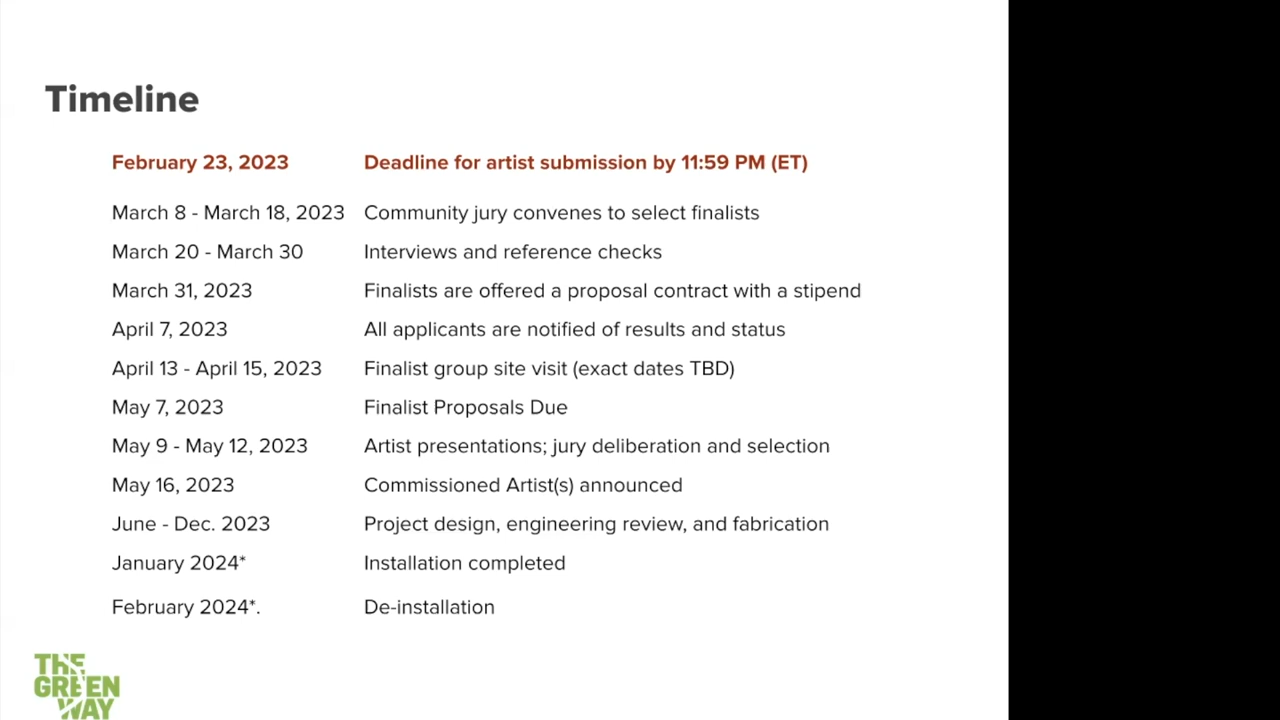 Timeline
February 23, 2023 Deadline for artist submission by 11:59 PM (ET)
March 8 - March 18, 2023 Community jury convenes to select finalists
March 20 - March 30 Interviews and reference checks
March 31, 2023 Finalists are offered a proposal contract with a stipend
April 7, 2023 All applicants are notified of results and status
April 13 - April 15, 2023 Finalist group site visit (exact dates TBD)
May 7, 2023 Finalist Proposals Due
May 9 - May 12, 2023 Artist presentations; jury deliberation and selection
May 16, 2023 Commissioned Artist(s) announced
June - Dec. 2023 Project design, engineering review, and fabrication
January 2024* Installation completed
February 2024*. De-installation
THE
GREEN
WAY